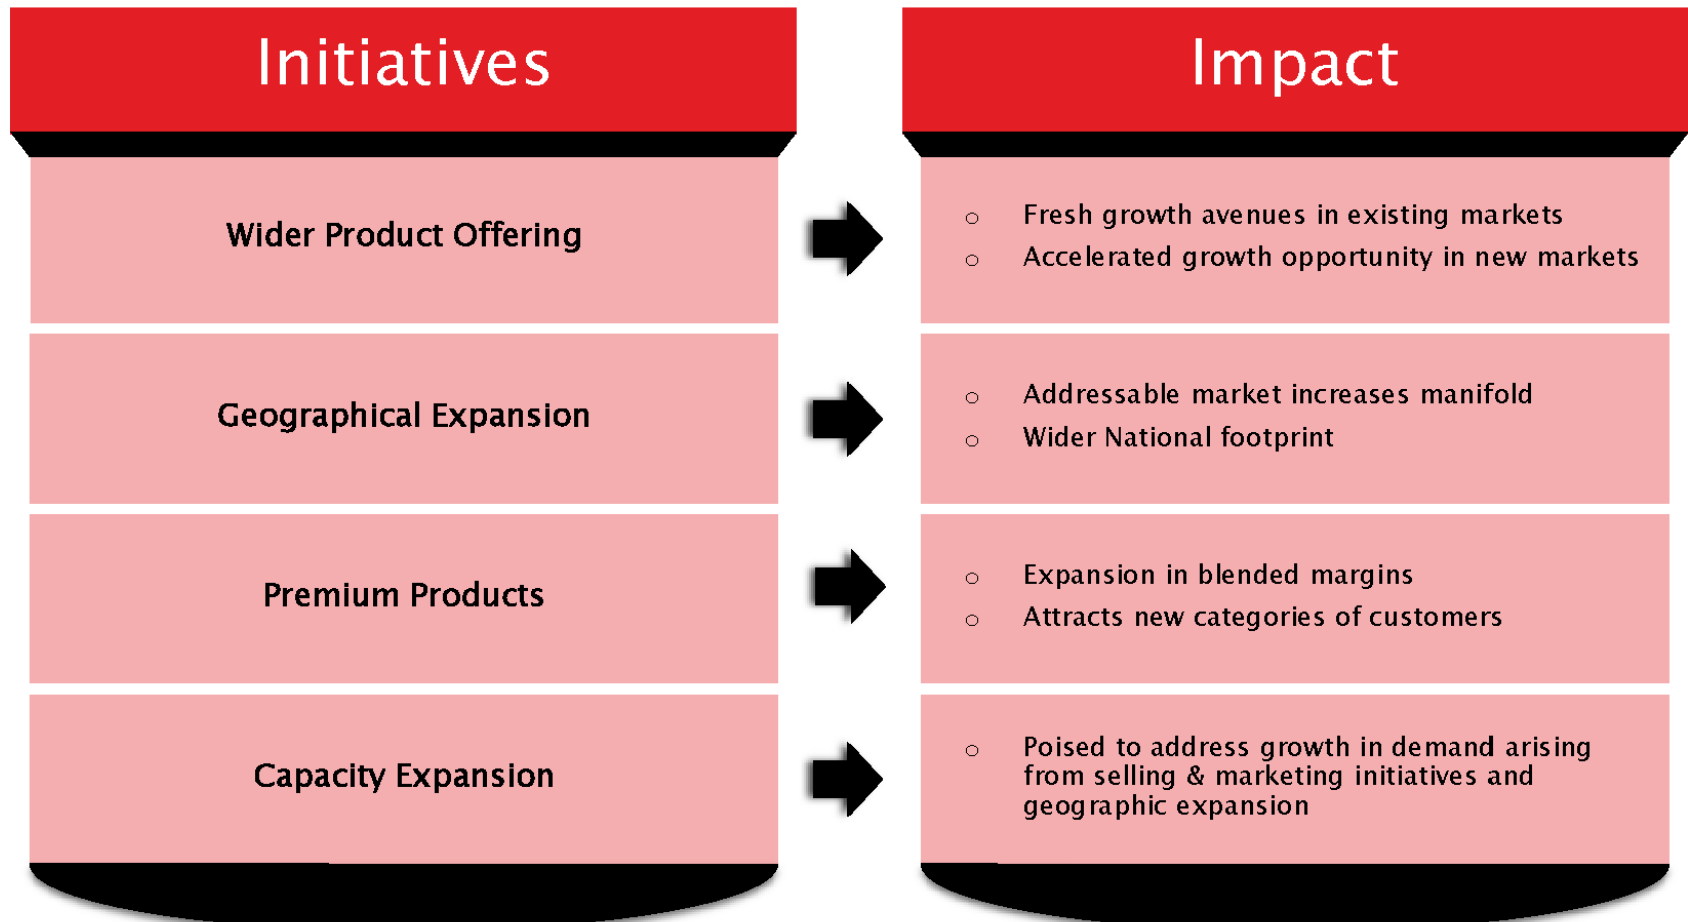 Initiatives
Impact
Wider Product Offering
○ Fresh growth avenues in existing markets
○ Accelerated growth opportunity in new markets
Geographical Expansion
○ Addressable market increases manifold
○ Wider National footprint
Premium Products
○ Expansion in blended margins
○ Attracts new categories of customers
Capacity Expansion
○ Poised to address growth in demand arising
from selling & marketing initiatives and
geographic expansion